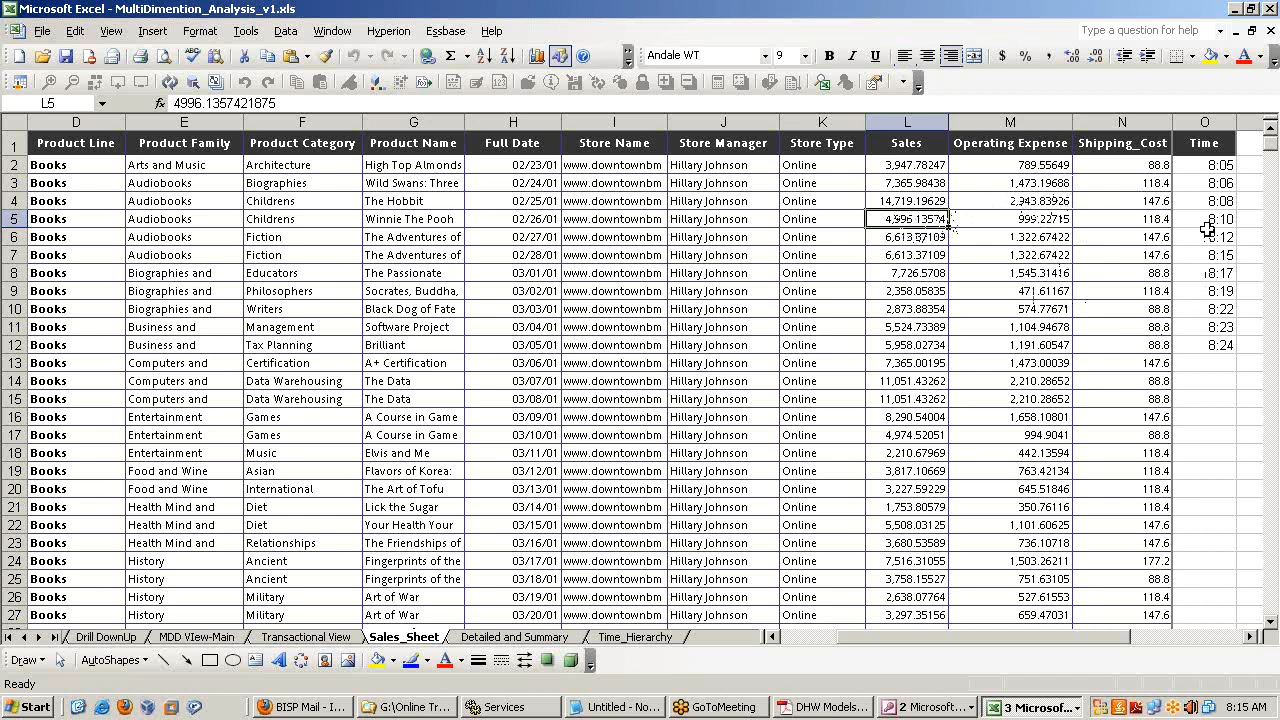 Microsoft Excel - MultiDimention_Analysis_v1.xls
File Edit View Insert Format Tools Data Window Hyperion Essbase Help Type a question for help
Andale WT 9
L5 fx 4996.1357421875
D E F G H I J K L M N O
1 Product Line Product Family Product Category Product Name Full Date Store Name Store Manager Store Type Sales Operating Expense Shipping_Cost Time
2 Books Arts and Music Architecture High Top Almonds 02/23/01 www.downtownbm Hillary Johnson Online 3,947.78247 789.55649 88.8 8:05
3 Books Audiobooks Biographies Wild Swans: Three 02/24/01 www.downtownbm Hillary Johnson Online 7,365.98438 1,473.19686 118.4 8:06
4 Books Audiobooks Childrens The Hobbit 02/25/01 www.downtownbm Hillary Johnson Online 14,719.19629 2,943.83926 147.6 8:08
5 Books Audiobooks Childrens Winnie The Pooh 02/26/01 www.downtownbm Hillary Johnson Online 4,996.13574 999.22715 118.4 8:10
6 Books Audiobooks Fiction The Adventures of 02/27/01 www.downtownbm Hillary Johnson Online 6,613.37109 1,322.67422 147.6 8:12
7 Books Audiobooks Fiction The Adventures of 02/28/01 www.downtownbm Hillary Johnson Online 6,613.37109 1,322.67422 147.6 8:15
8 Books Biographies and Educators The Passionate 03/01/01 www.downtownbm Hillary Johnson Online 7,726.5708 1,545.31416 88.8 8:17
9 Books Biographies and Philosophers Socrates, Buddha, 03/02/01 www.downtownbm Hillary Johnson Online 2,358.05835 471.61167 118.4 8:19
10 Books Biographies and Writers Black Dog of Fate 03/03/01 www.downtownbm Hillary Johnson Online 2,873.88354 574.77671 88.8 8:22
11 Books Business and Management Software Project 03/04/01 www.downtownbm Hillary Johnson Online 5,524.73389 1,104.94678 88.8 8:23
12 Books Business and Tax Planning Brilliant 03/05/01 www.downtownbm Hillary Johnson Online 5,958.02734 1,191.60547 88.8 8:24
13 Books Computers and Certification A+ Certification 03/06/01 www.downtownbm Hillary Johnson Online 7,365.00195 1,473.00039 147.6
14 Books Computers and Data Warehousing The Data 03/07/01 www.downtownbm Hillary Johnson Online 11,051.43262 2,210.28652 88.8
15 Books Computers and Data Warehousing The Data 03/08/01 www.downtownbm Hillary Johnson Online 11,051.43262 2,210.28652 88.8
16 Books Entertainment Games A Course in Game 03/09/01 www.downtownbm Hillary Johnson Online 8,290.54004 1,658.10801 147.6
17 Books Entertainment Games A Course in Game 03/10/01 www.downtownbm Hillary Johnson Online 4,974.52051 994.9041 88.8
18 Books Entertainment Music Elvis and Me 03/11/01 www.downtownbm Hillary Johnson Online 2,210.67969 442.13594 118.4
19 Books Food and Wine Asian Flavors of Korea: 03/12/01 www.downtownbm Hillary Johnson Online 3,817.10669 763.42134 118.4
20 Books Food and Wine International The Art of Tofu 03/13/01 www.downtownbm Hillary Johnson Online 3,227.59229 645.51846 88.8
21 Books Health Mind and Diet Lick the Sugar 03/14/01 www.downtownbm Hillary Johnson Online 1,753.80579 350.76116 118.4
22 Books Health Mind and Diet Your Health Your 03/15/01 www.downtownbm Hillary Johnson Online 5,508.03125 1,101.60625 147.6
23 Books Health Mind and Relationships The Friendships of 03/16/01 www.downtownbm Hillary Johnson Online 3,680.53589 736.10718 147.6
24 Books History Ancient Fingerprints of the 03/17/01 www.downtownbm Hillary Johnson Online 7,516.31055 1,503.26211 177.2
25 Books History Ancient Fingerprints of the 03/18/01 www.downtownbm Hillary Johnson Online 3,758.15527 751.63105 88.8
26 Books History Military Art of War 03/19/01 www.downtownbm Hillary Johnson Online 2,638.07764 527.61553 118.4
27 Books History Military Art of War 03/20/01 www.downtownbm Hillary Johnson Online 3,297.35156 659.47031 147.6
Drill DownUp MDD VIew-Main Transactional View Sales_Sheet Detailed and Summary Time_Hierarchy
Draw AutoShapes
Ready
Start BISP Mail - I... G:\Online Tr... Services Untitled - No... GoToMeeting DHW Models... 2 Microsoft... 3 Microsof... 8:15 AM